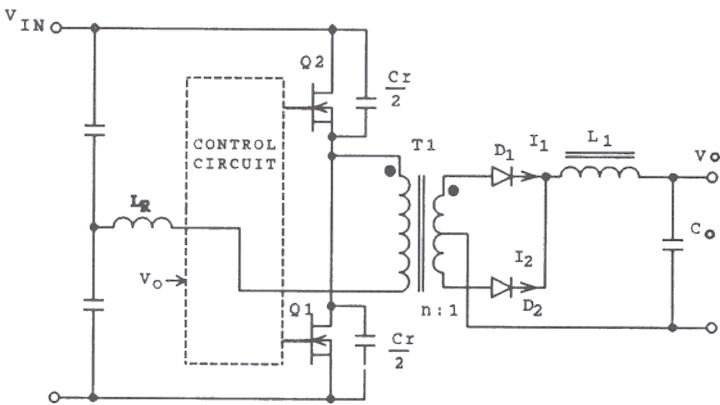 V IN
Q2
Cr
2
CONTROL
CIRCUIT
T1
D1
I1
L1
Vo
LR
Co
Vo
I2
D2
Q1
n:1
Cr
2